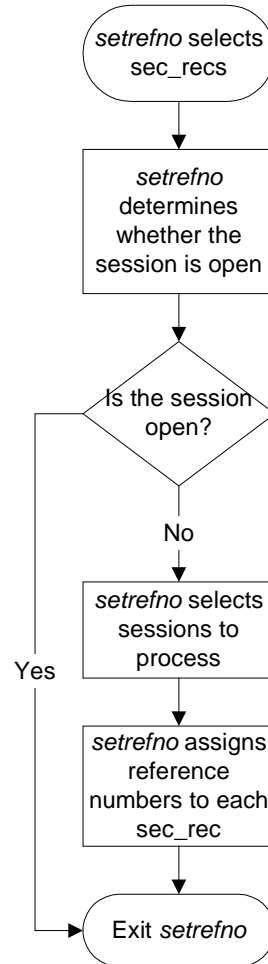 setrefno selects
sec_recs
setrefno
determines
whether the
session is open
Is the session
open?
No
setrefno selects
sessions to
process
Yes
setrefno assigns
reference
numbers to each
sec_rec
Exit setrefno